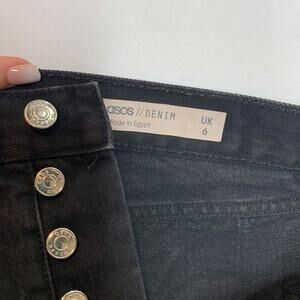 asos // DENIM
Made in Egypt
UK
6